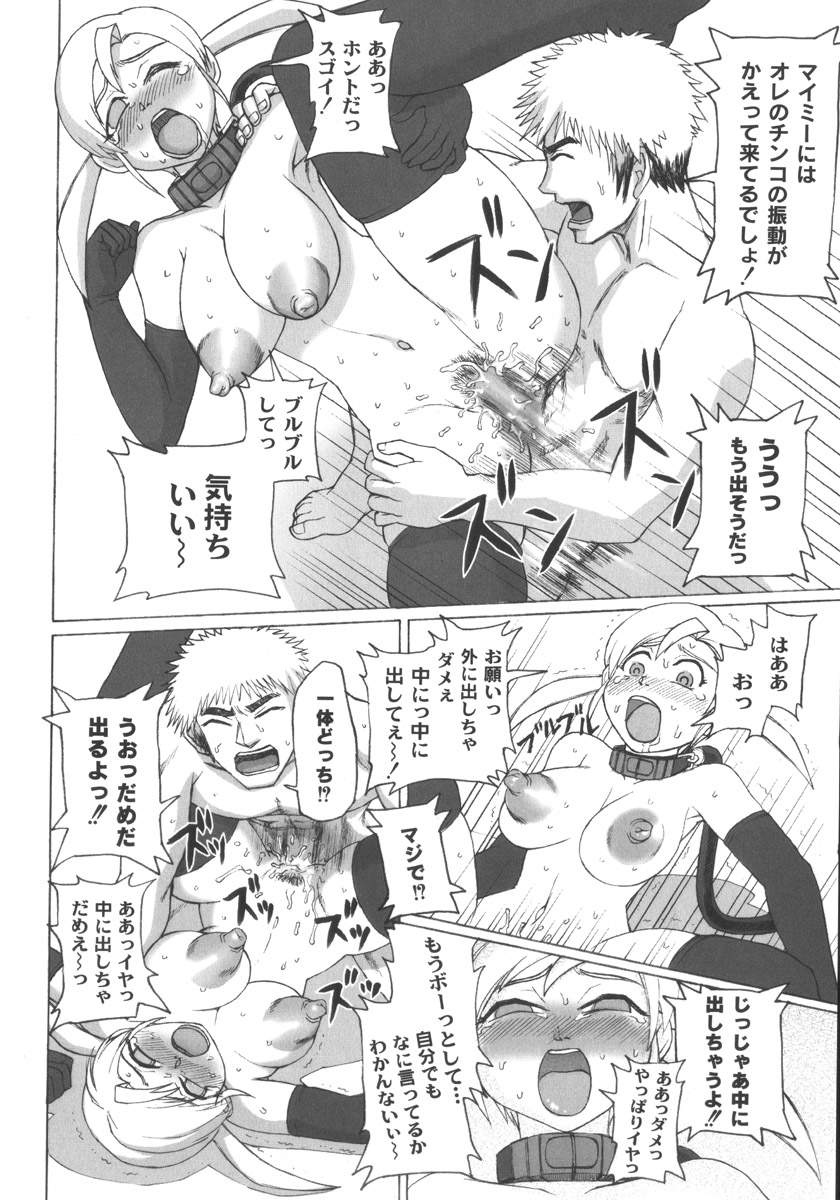 マイミーには
オレのチンコの振動が
かえって来てるでしょ！
ああっ
ホントだっ
スゴイ！
ズン
ズン
ズン
ブルブル
してっ
気持ち
いい〜
ううっ
もう出そうだっ
はああ
おっ
ブルブル
お願いっ
外に出しちゃ
ダメぇ
中にっ中に
出してぇ〜！
マジで!?
じっじゃあ中に
出しちゃうよ!!
ああっダメっ
やっぱりイヤっ
もうボーっとして…
自分でも
なに言ってるか
わかんないぃ〜
一体どっち!?
うおっだめだ
出るよっ!!
ズッ
ズッ
ズッ
ズッ
ズッ
ああっイヤっ
中に出しちゃ
だめえ〜っ